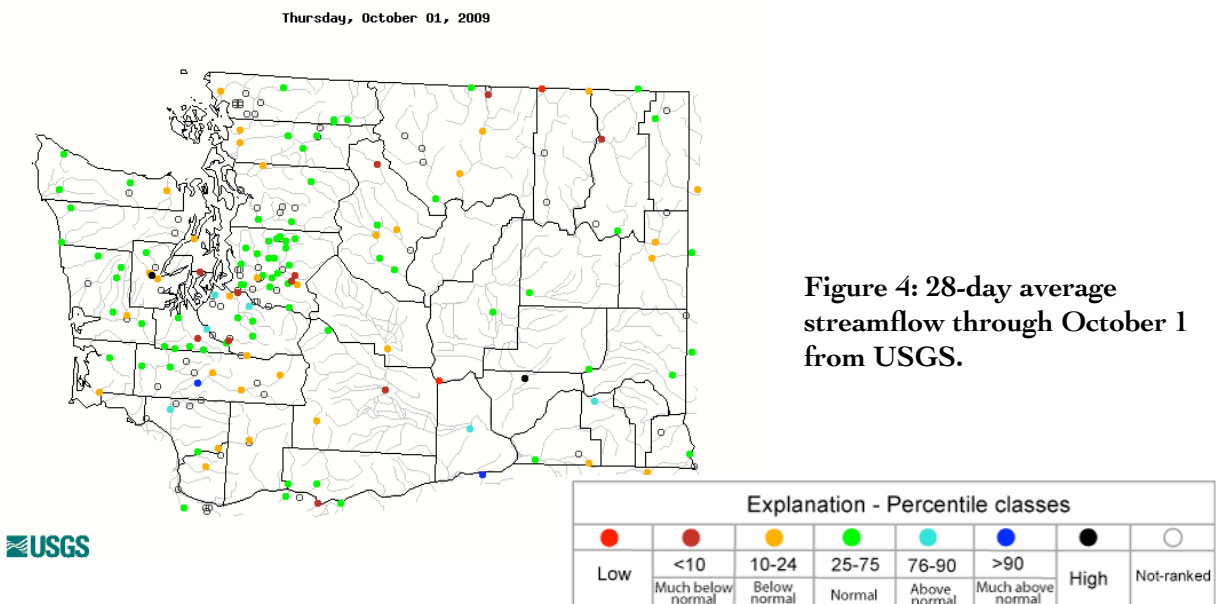 Thursday, October 01, 2009
Figure 4: 28-day average
streamflow through October 1
from USGS.
USGS
Explanation - Percentile classes
Low
<10
10-24
25-75
76-90
>90
High
Not-ranked
Much below
normal
Below
normal
Normal
Above
normal
Much above
normal